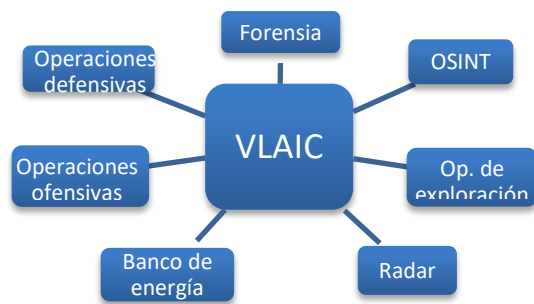 Forensia
Operaciones
defensivas
OSINT
VLAIC
Operaciones
ofensivas
Op. de
exploración
Banco de
energía
Radar